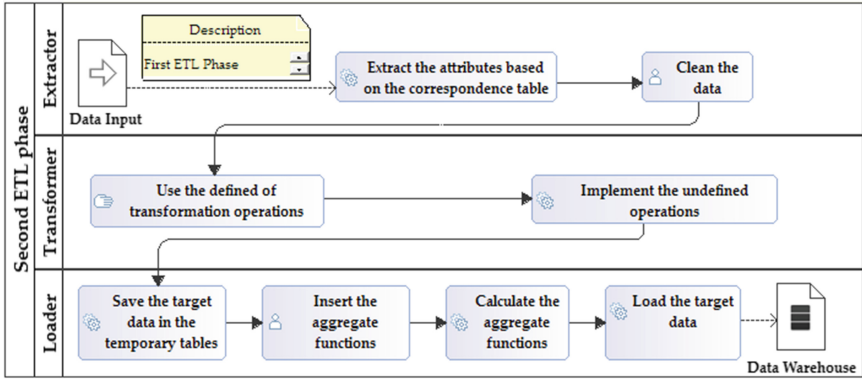 Second ETL phase
Extractor
Data Input
Description
First ETL Phase
Extract the attributes based
on the correspondence table
Clean the
data
Transformer
Use the defined of
transformation operations
Implement the undefined
operations
Loader
Save the target
data in the
temporary tables
Insert the
aggregate
functions
Calculate the
aggregate
functions
Load the target
data
Data Warehouse